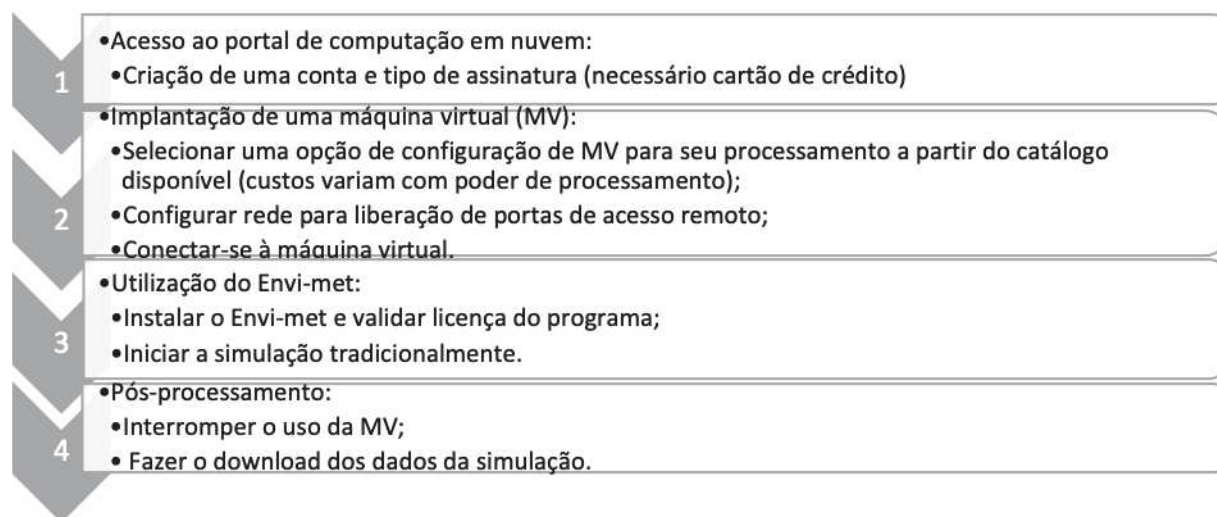 1
•Acesso ao portal de computação em nuvem:
•Criação de uma conta e tipo de assinatura (necessário cartão de crédito)
2
•Implantação de uma máquina virtual (MV):
•Selecionar uma opção de configuração de MV para seu processamento a partir do catálogo
disponível (custos variam com poder de processamento);
•Configurar rede para liberação de portas de acesso remoto;
•Conectar-se à máquina virtual.
3
•Utilização do Envi-met:
•Instalar o Envi-met e validar licença do programa;
•Iniciar a simulação tradicionalmente.
4
•Pós-processamento:
•Interromper o uso da MV;
• Fazer o download dos dados da simulação.